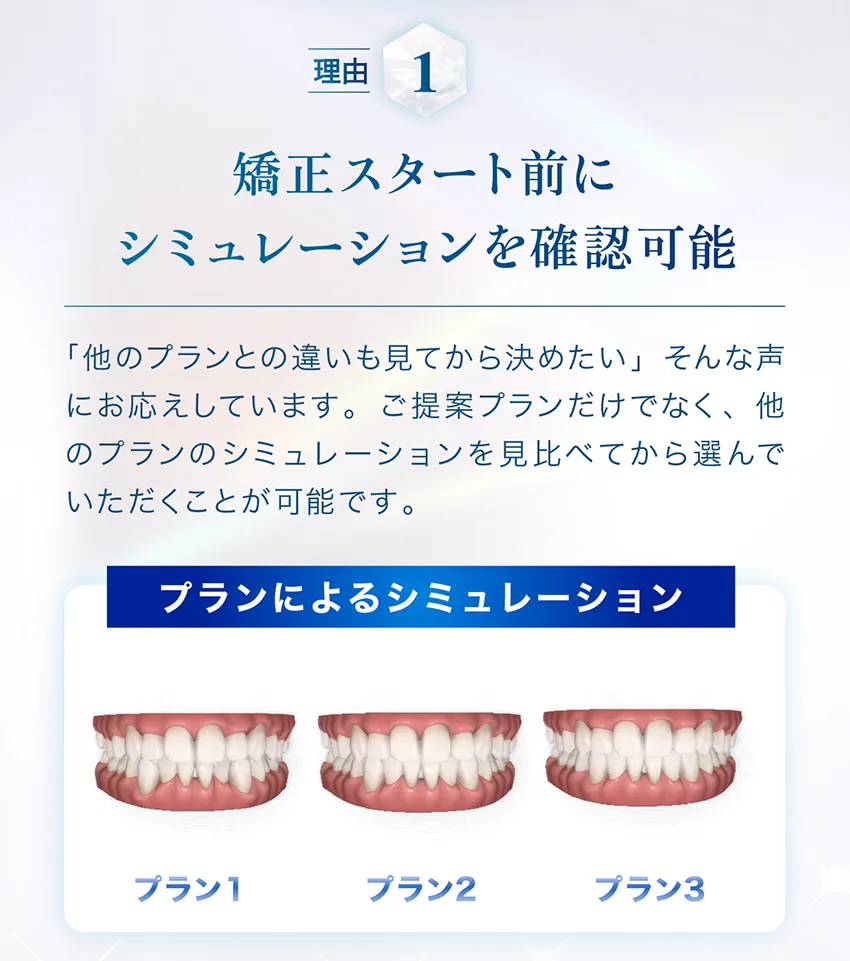 理由 1
矯正スタート前に
シミュレーションを確認可能
「他のプランとの違いも見てから決めたい」そんな声
にお応えしています。ご提案プランだけでなく、他
のプランのシミュレーションを見比べてから選んで
いただくことが可能です。
プランによるシミュレーション
プラン1 プラン2 プラン3